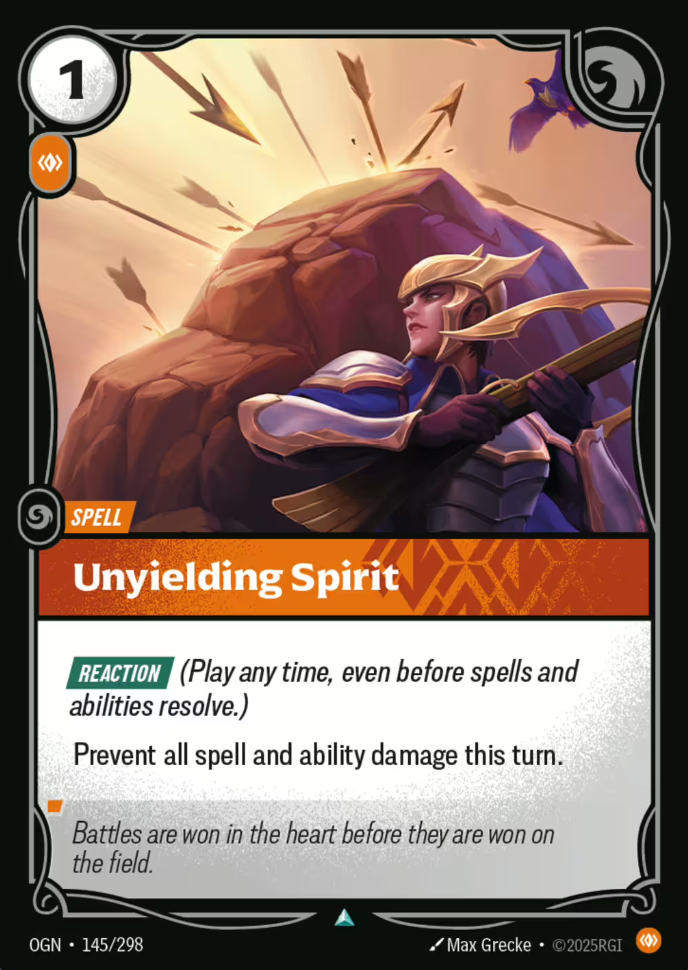 1
SPELL
Unyielding Spirit
REACTION (Play any time, even before spells and
abilities resolve.)
Prevent all spell and ability damage this turn.
Battles are won in the heart before they are won on
the field.
OGN • 145/298
Max Grecke • ©2025RGI